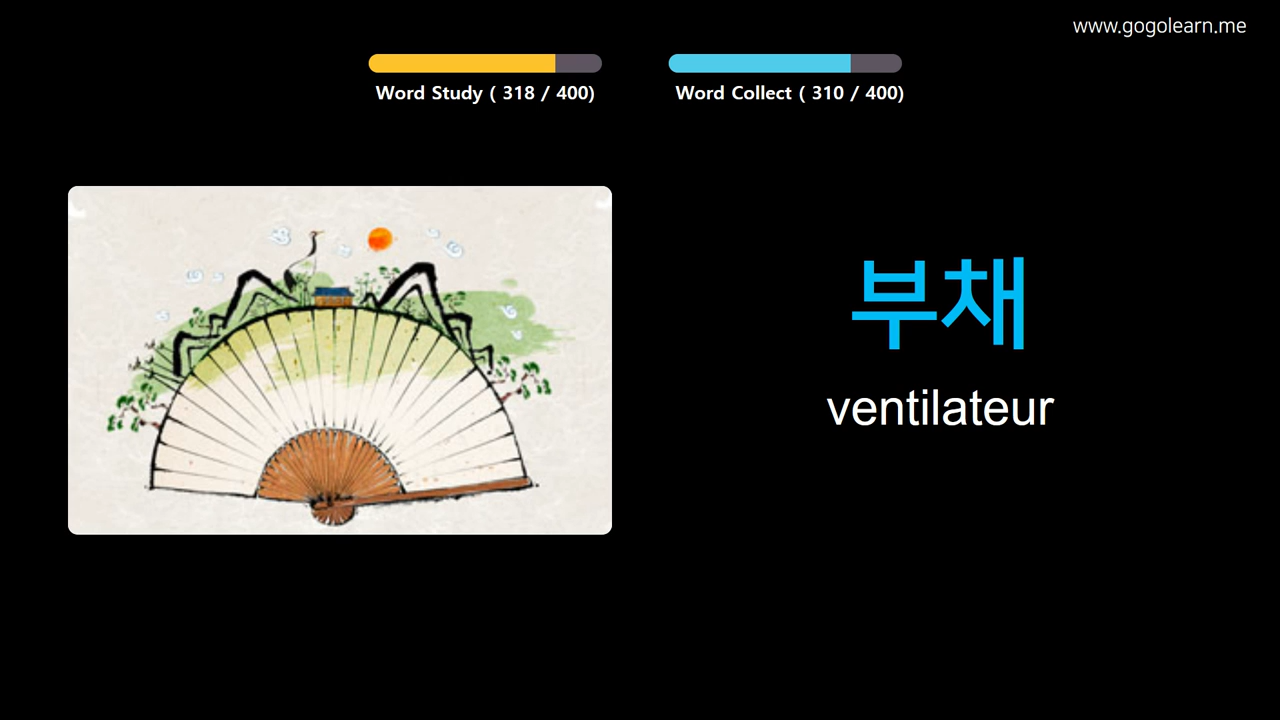 www.gogolearn.me
Word Study ( 318 / 400)
Word Collect ( 310 / 400)
부채
ventilateur